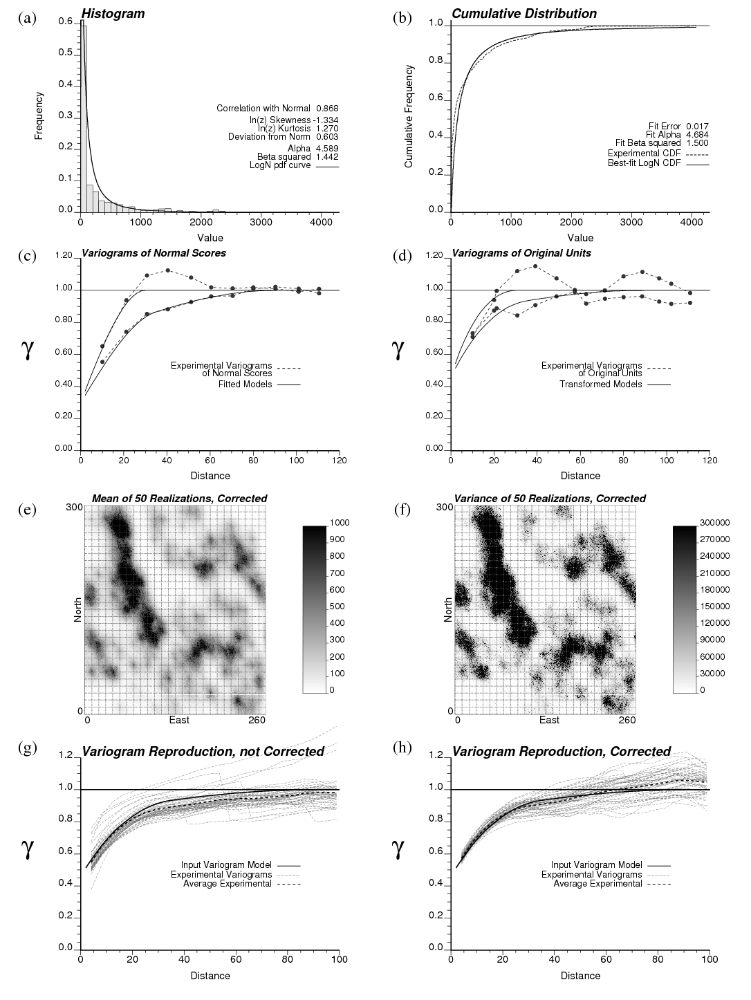 (a)
Histogram
0.6
0.5
0.4
0.3
0.2
0.1
0.0
Frequency
Correlation with Normal 0.868
ln(z) Skewness -1.334
ln(z) Kurtosis 1.270
Deviation from Norm 0.603
Alpha 4.589
Beta squared 1.442
LogN pdf curve
0 1000 2000 3000 4000
Value
(b)
Cumulative Distribution
1.0
0.8
0.6
0.4
0.2
0.0
Cumulative Frequency
Fit Error 0.017
Fit Alpha 4.684
Fit Beta squared 1.500
Experimental CDF
Best-fit LogN CDF
0 1000 2000 3000 4000
Value
(c)
Variograms of Normal Scores
1.20
1.00
0.80
0.60
0.40
0.20
0.00
γ
Experimental Variograms
of Normal Scores
Fitted Models
0 20 40 60 80 100 120
Distance
(d)
Variograms of Original Units
1.20
1.00
0.80
0.60
0.40
0.20
0.00
γ
Experimental Variograms
of Original Units
Transformed Models
0 20 40 60 80 100 120
Distance
(e)
Mean of 50 Realizations, Corrected
300
North
0
0 East 260
1000
900
800
700
600
500
400
300
200
100
0
(f)
Variance of 50 Realizations, Corrected
300
North
0
0 East 260
300000
270000
240000
210000
180000
150000
120000
90000
60000
30000
0
(g)
Variogram Reproduction, not Corrected
1.2
1.0
0.8
0.6
0.4
0.2
0.0
γ
Input Variogram Model
Experimental Variograms
Average Experimental
0 20 40 60 80 100
Distance
(h)
Variogram Reproduction, Corrected
1.2
1.0
0.8
0.6
0.4
0.2
0.0
γ
Input Variogram Model
Experimental Variograms
Average Experimental
0 20 40 60 80 100
Distance